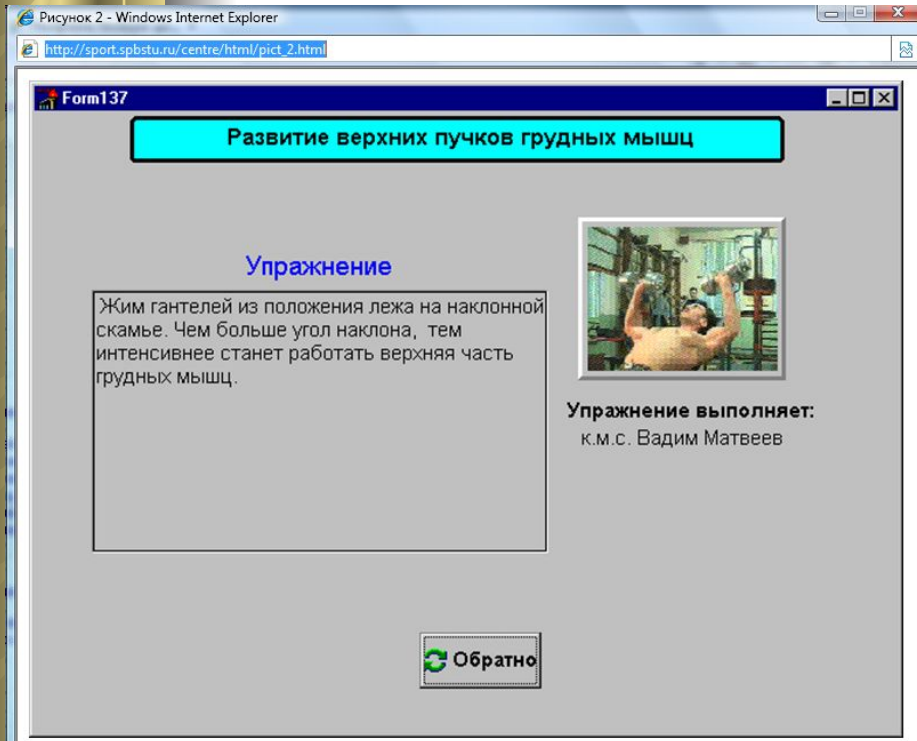 Рисунок 2 - Windows Internet Explorer
http://sport.spbstu.ru/centre/html/pict_2.html
Form137
Развитие верхних пучков грудных мышц
Упражнение
Жим гантелей из положения лежа на наклонной
скамье. Чем больше угол наклона, тем
интенсивнее станет работать верхняя часть
грудных мышц.
Упражнение выполняет:
к.м.с. Вадим Матвеев
Обратно